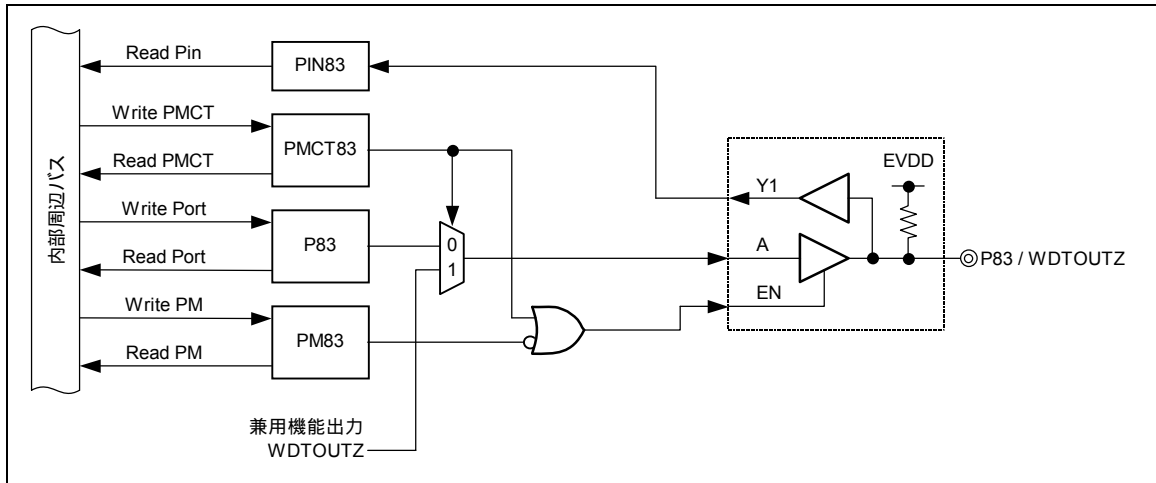 Read Pin
PIN83
Write PMCT
PMCT83
Read PMCT
EVDD
Y1
内部周辺バス
Write Port
P83
Read Port
0
1
A
P83 / WDTOUTZ
EN
Write PM
PM83
Read PM
兼用機能出力
WDTOUTZ